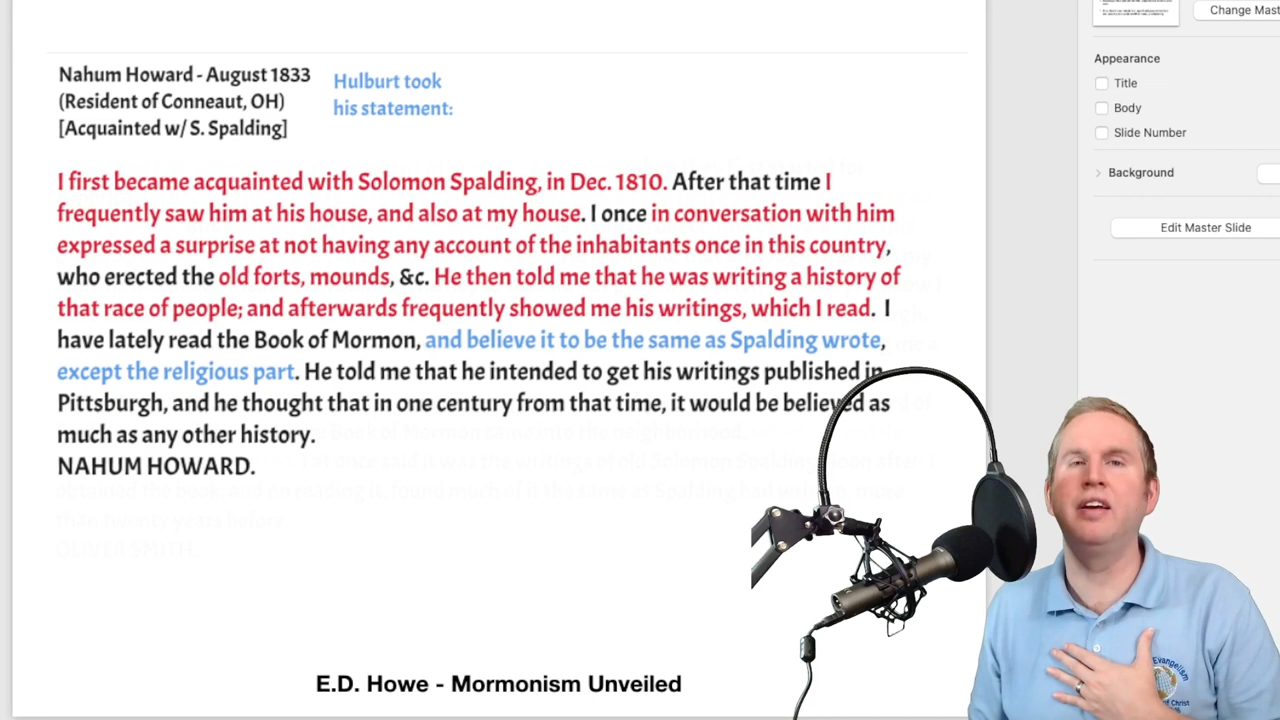 Change Mast
Appearance
Title
Body
Slide Number
Background
Edit Master Slide
Nahum Howard - August 1833
(Resident of Conneaut, OH)
[Acquainted w/ S. Spalding]
Hulburt took
his statement:
I first became acquainted with Solomon Spalding, in Dec. 1810. After that time I
frequently saw him at his house, and also at my house. I once in conversation with him
expressed a surprise at not having any account of the inhabitants once in this country,
who erected the old forts, mounds, &c. He then told me that he was writing a history of
that race of people; and afterwards frequently showed me his writings, which I read. I
have lately read the Book of Mormon, and believe it to be the same as Spalding wrote,
except the religious part. He told me that he intended to get his writings published in
Pittsburgh, and he thought that in one century from that time, it would be believed as
much as any other history.
NAHUM HOWARD.
E.D. Howe - Mormonism Unveiled
Evangelism
of Christ